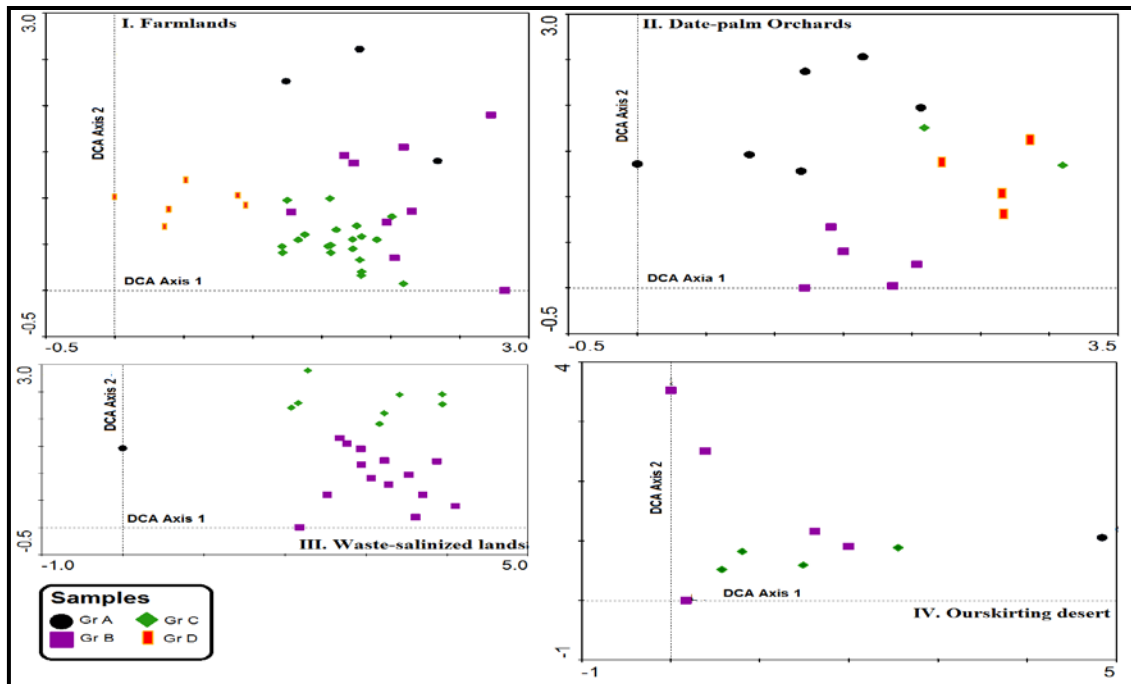 3.0
I. Farmlands
DCA Axis 2
DCA Axis 1
-0.5
-0.5
3.0
3.0
II. Date-palm Orchards
DCA Axis 2
DCA Axia 1
-0.5
-0.5
3.5
3.0
DCA Axis 2
DCA Axis 1
III. Waste-salinized lands
-0.5
-1.0
5.0
4
DCA Axis 2
DCA Axis 1
IV. Ourskirting desert
-1
-1
5
Samples
Gr A
Gr C
Gr B
Gr D